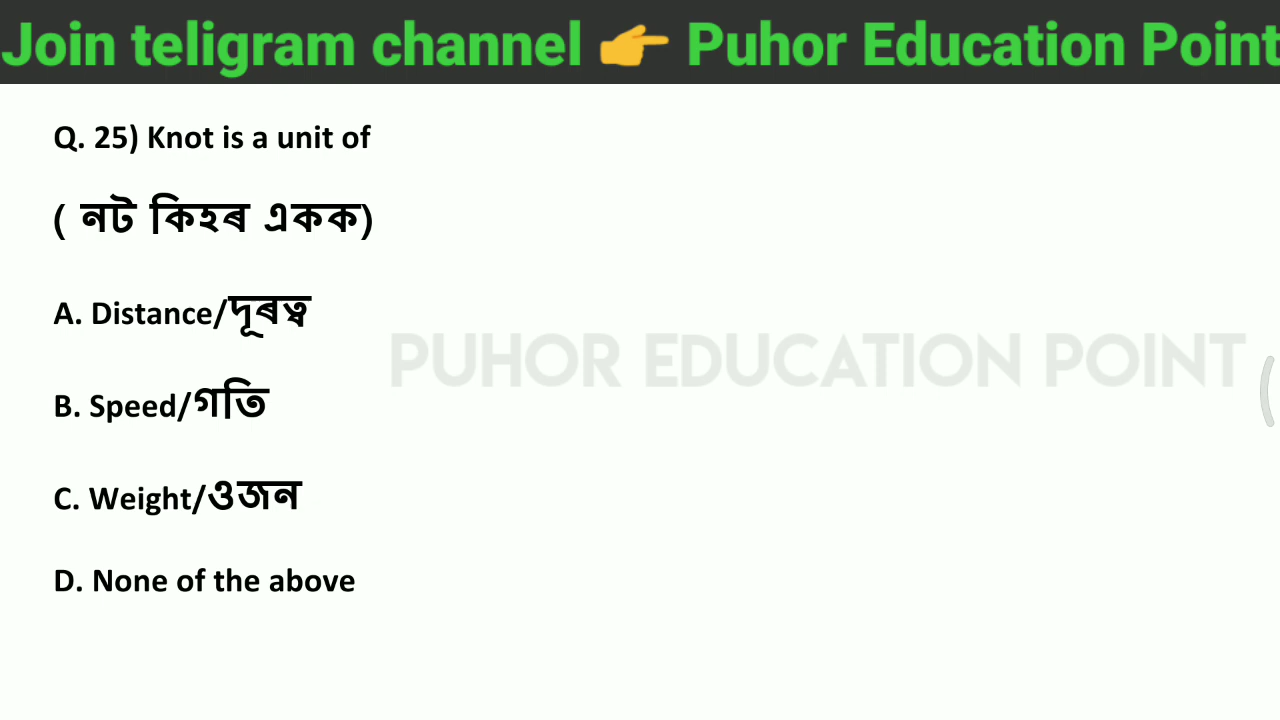 Join teligram channel 👉 Puhor Education Point
Q. 25) Knot is a unit of
( নট কিহৰ একক)
A. Distance/দূৰত্ব
PUHOR EDUCATION POINT
B. Speed/গতি
C. Weight/ওজন
D. None of the above